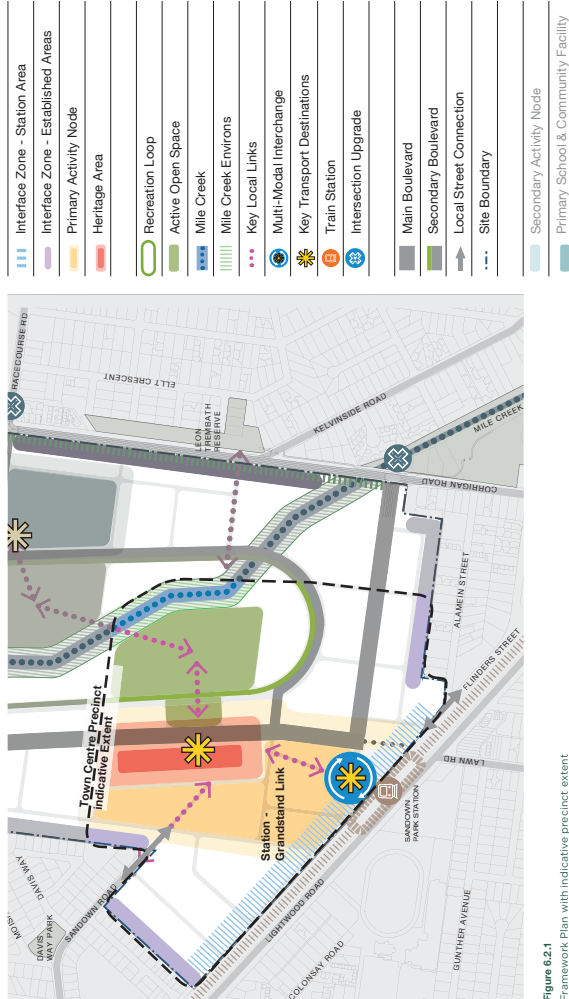 Interface Zone - Station Area
Interface Zone - Established Areas
Primary Activity Node
Heritage Area
Recreation Loop
Active Open Space
Mile Creek
Mile Creek Environs
Key Local Links
Multi-Modal Interchange
Key Transport Destinations
Train Station
Intersection Upgrade
Main Boulevard
Secondary Boulevard
Local Street Connection
Site Boundary
Secondary Activity Node
Primary School & Community Facility
RACECOURSE RD
ELLT CRESCENT
LEON
TREMBATH
RESERVE
KELVINSIDE ROAD
MILE CREEK
CORRIGAN ROAD
ALAMEIN STREET
FLINDERS STREET
LAWN RD
Town Centre Precinct
indicative Extent
Station -
Grandstand Link
SANDOWN
PARK STATION
DAVIS WAY
DAVIS
WAY PARK
SANDOWN ROAD
LIGHTWOOD ROAD
COLONSAY ROAD
GUNTHER AVENUE
Figure 6.2.1
Framework Plan with indicative precinct extent